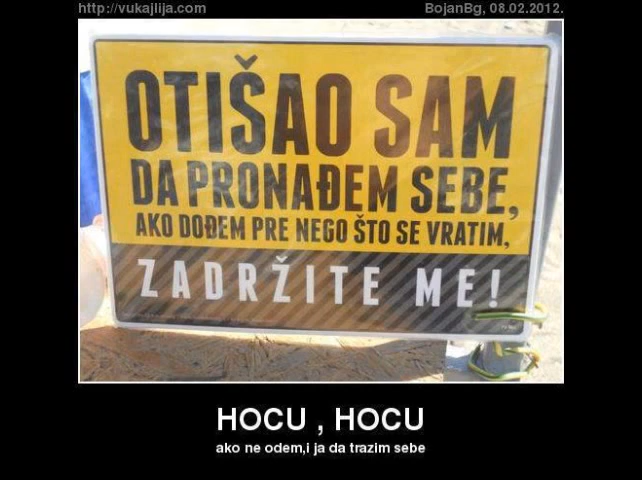 http://vukajlija.com BojanBg, 08.02.2012.
OTIŠAO SAM
DA PRONAĐEM SEBE,
AKO DOĐEM PRE NEGO ŠTO SE VRATIM,
ZADRŽITE ME!
HOCU , HOCU
ako ne odem,i ja da trazim sebe